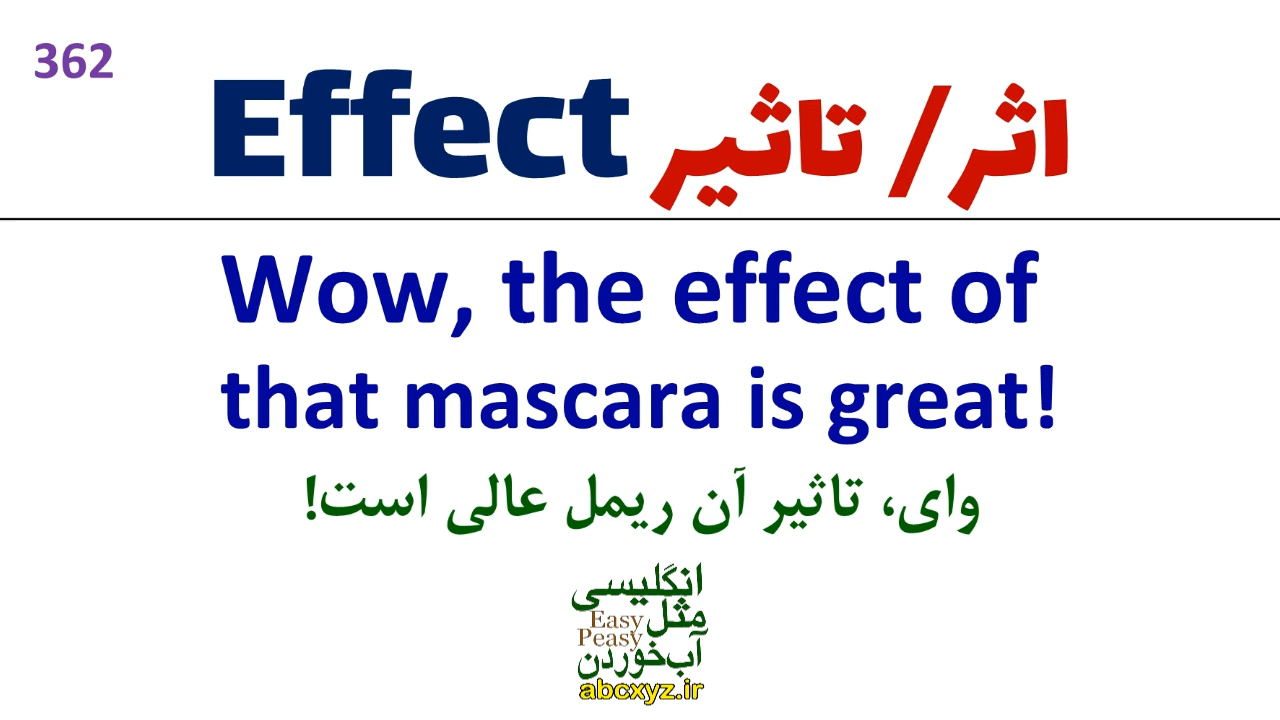 362
Effect اثر / تاثیر
Wow, the effect of
that mascara is great!
وای، تاثیر آن ریمل عالی است!
انگلیسی
مثل Easy
Peasy
آب‌خوردن
abcxyz.ir